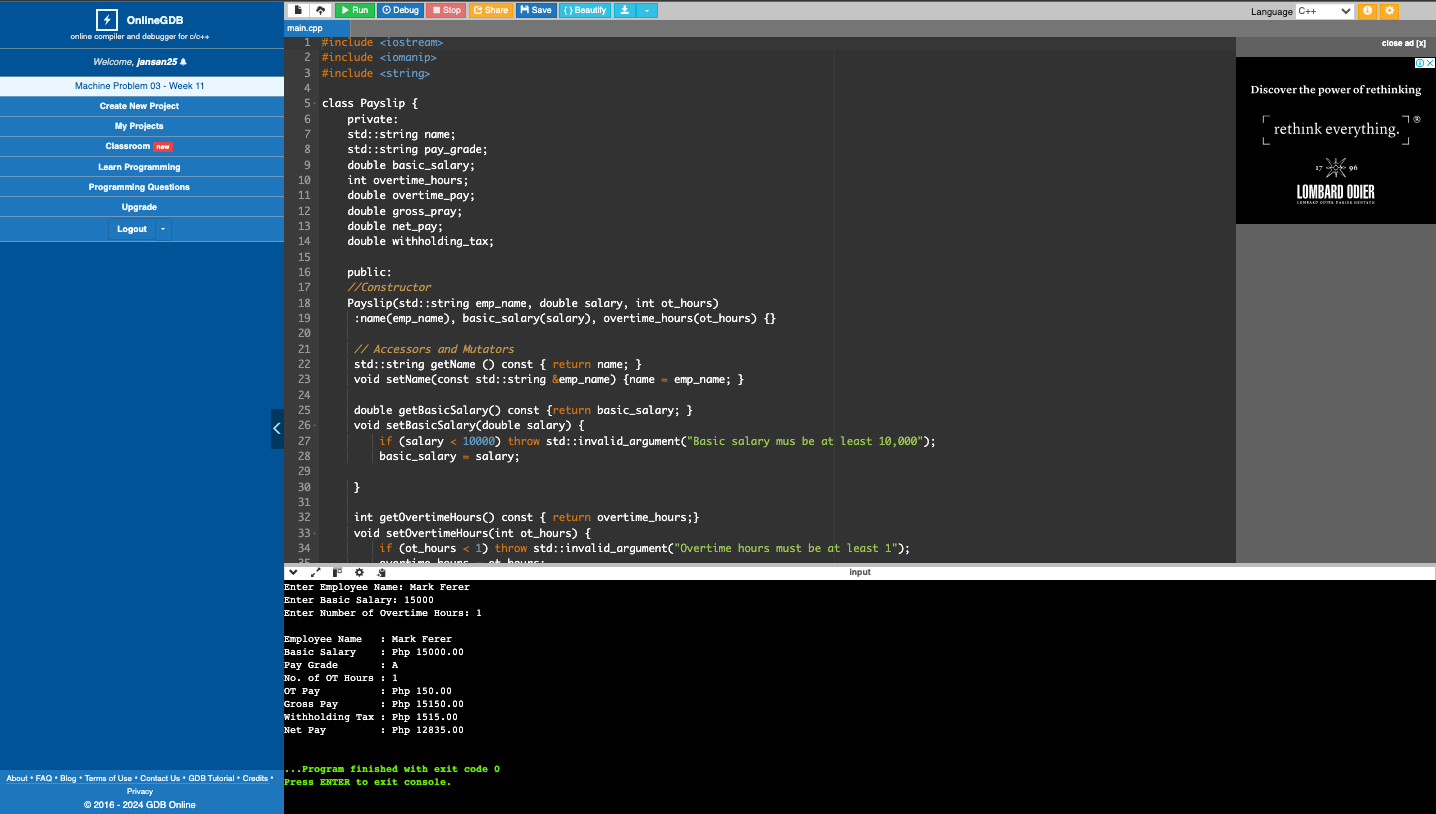 OnlineGDB
online compiler and debugger for c/c++
Welcome, jansan25
Machine Problem 03 - Week 11
Create New Project
My Projects
Classroom new
Learn Programming
Programming Questions
Upgrade
Logout
About • FAQ • Blog • Terms of Use • Contact Us • GDB Tutorial • Credits •
Privacy
© 2016 - 2024 GDB Online
Run Debug Stop Share Save {} Beautify
Language C++
main.cpp
1 #include <iostream>
2 #include <iomanip>
3 #include <string>
4
5 class Payslip {
6 private:
7 std::string name;
8 std::string pay_grade;
9 double basic_salary;
10 int overtime_hours;
11 double overtime_pay;
12 double gross_pray;
13 double net_pay;
14 double withholding_tax;
15
16 public:
17 //Constructor
18 Payslip(std::string emp_name, double salary, int ot_hours)
19 :name(emp_name), basic_salary(salary), overtime_hours(ot_hours) {}
20
21 // Accessors and Mutators
22 std::string getName () const { return name; }
23 void setName(const std::string &emp_name) {name = emp_name; }
24
25 double getBasicSalary() const {return basic_salary; }
26 void setBasicSalary(double salary) {
27 if (salary < 10000) throw std::invalid_argument("Basic salary mus be at least 10,000");
28 basic_salary = salary;
29
30 }
31
32 int getOvertimeHours() const { return overtime_hours;}
33 void setOvertimeHours(int ot_hours) {
34 if (ot_hours < 1) throw std::invalid_argument("Overtime hours must be at least 1");
35 overtime_hours = ot_hours;
close ad [x]
Discover the power of rethinking
rethink everything. ®
17 96
LOMBARD ODIER
LOMBARD ODIER DARIER HENTSCH
input
Enter Employee Name: Mark Ferer
Enter Basic Salary: 15000
Enter Number of Overtime Hours: 1
Employee Name : Mark Ferer
Basic Salary : Php 15000.00
Pay Grade : A
No. of OT Hours : 1
OT Pay : Php 150.00
Gross Pay : Php 15150.00
Withholding Tax : Php 1515.00
Net Pay : Php 12835.00
...Program finished with exit code 0
Press ENTER to exit console.